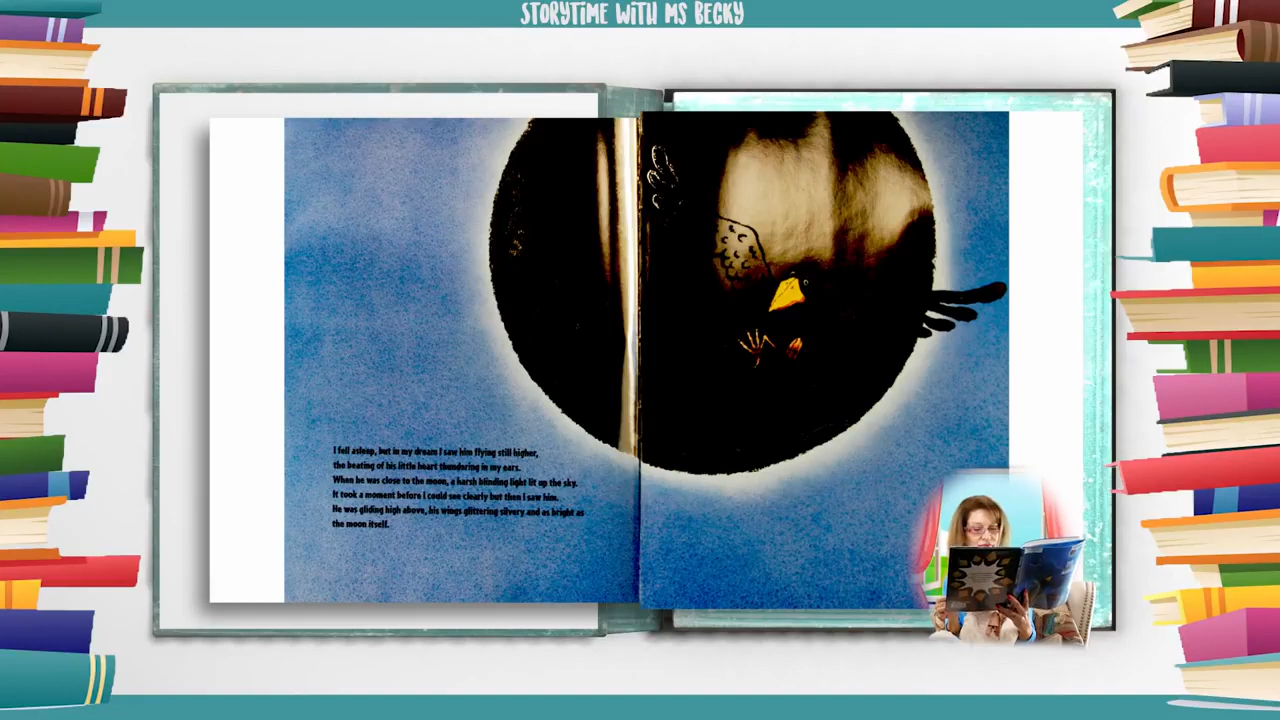 STORYTIME WITH MS BECKY
I fell asleep, but in my dream I saw him flying still higher,
the beating of his little heart thundering in my ears.
When he was close to the moon, a harsh blinding light lit up the sky.
It took a moment before I could see clearly but then I saw him.
He was gliding high above, his wings glittering silvery and as bright as
the moon itself.